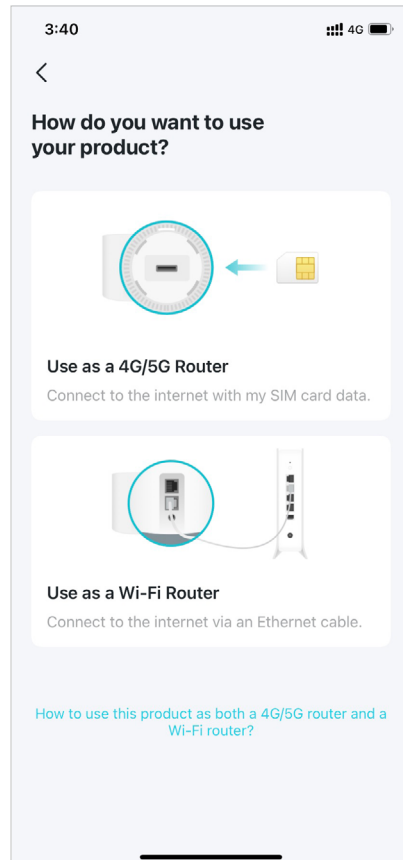 3:40
4G
How do you want to use
your product?
Use as a 4G/5G Router
Connect to the internet with my SIM card data.
Use as a Wi-Fi Router
Connect to the internet via an Ethernet cable.
How to use this product as both a 4G/5G router and a
Wi-Fi router?